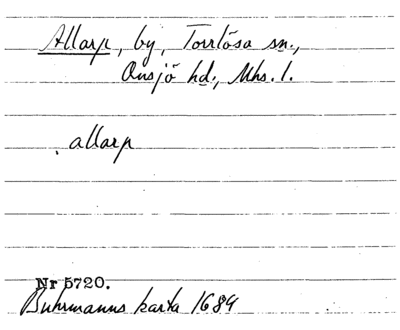 Allarp, by, Torrlösa sn.,
Onsjö hd., Mhs. l.
allarp
Nr 5720.
Buhrmanns karta 1684